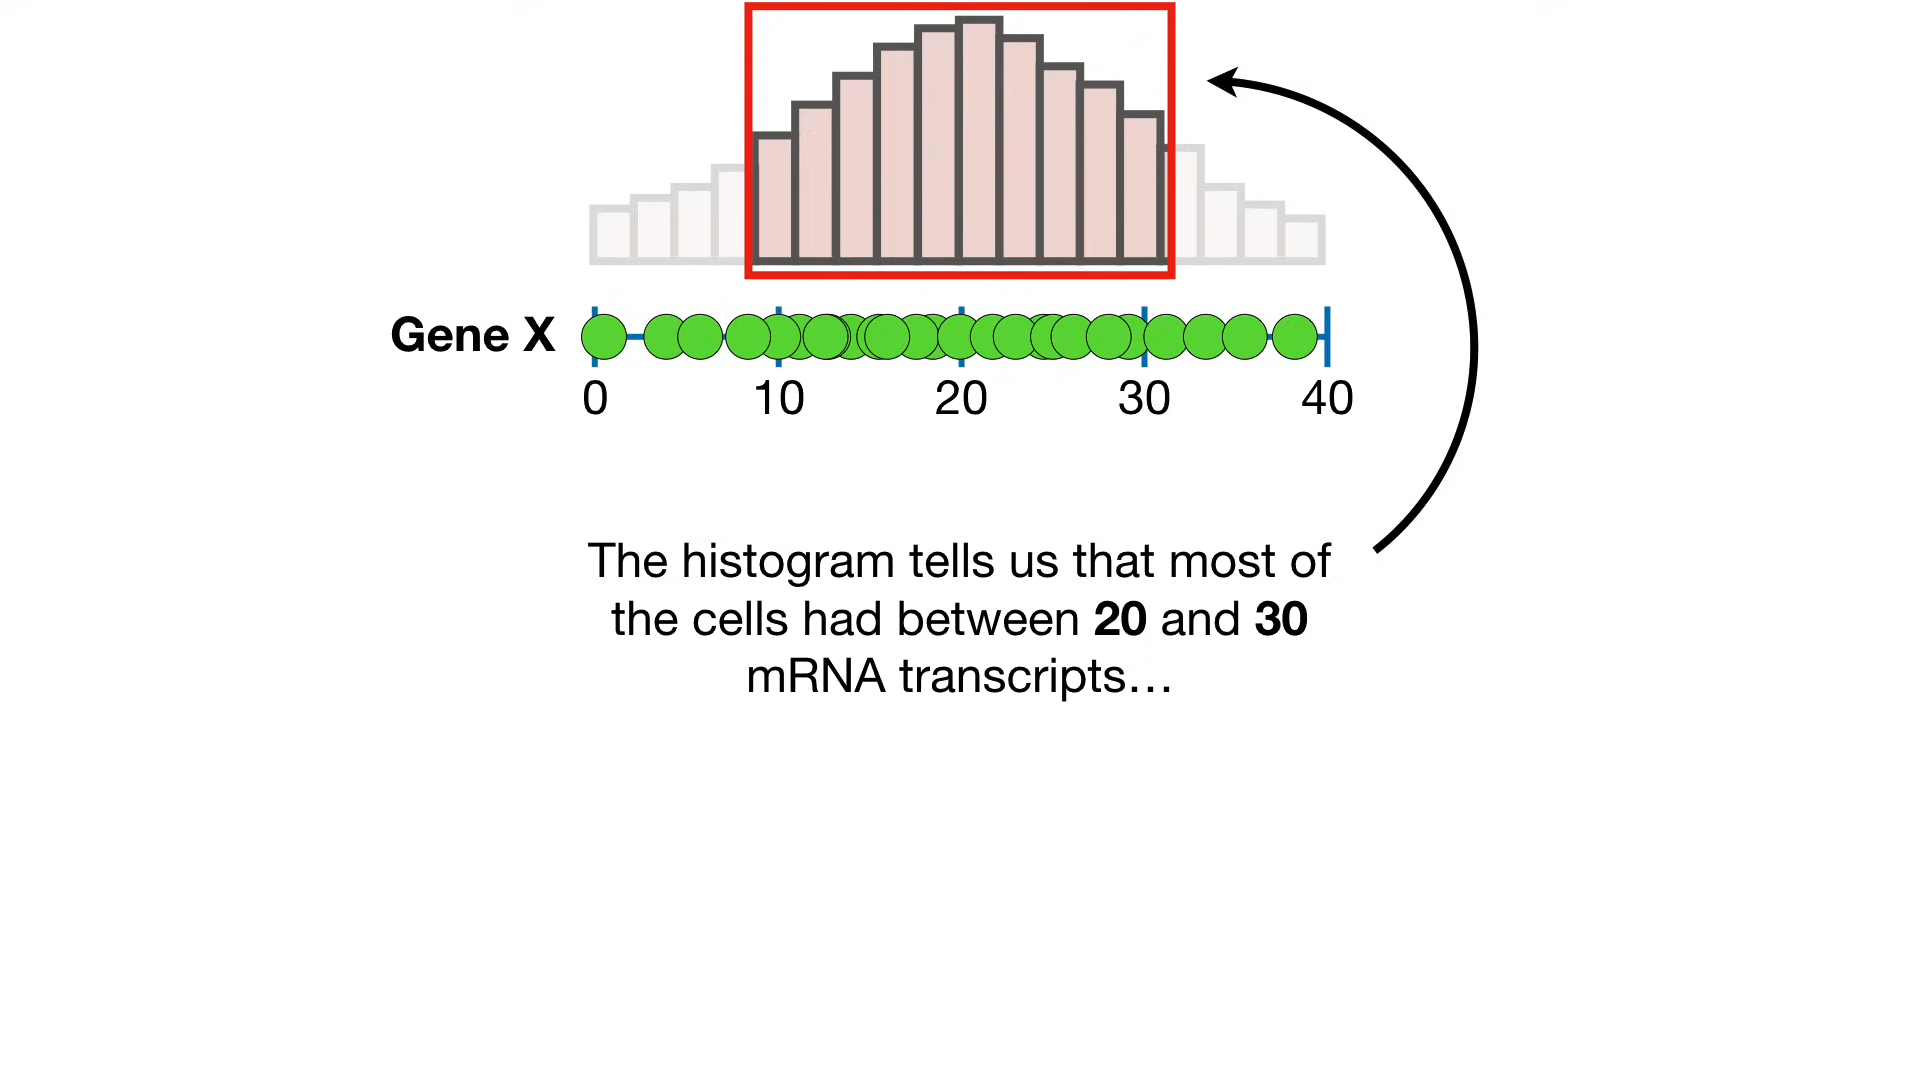 Gene X
0 10 20 30 40
The histogram tells us that most of
the cells had between 20 and 30
mRNA transcripts…